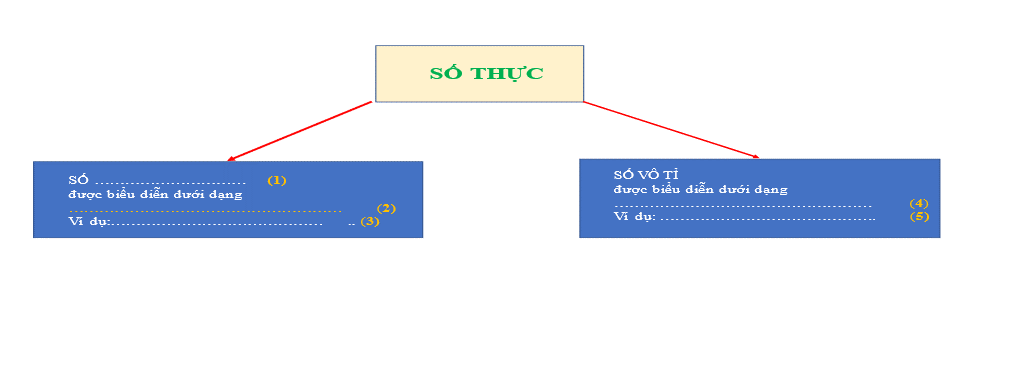 SỐ THỰC
SỐ ………………………… (1)
được biểu diễn dưới dạng
……………………………………………… (2)
Ví dụ:…………………………………… .. (3)
SỐ VÔ TỈ
được biểu diễn dưới dạng
…………………………………………… (4)
Ví dụ: ……………………………………. (5)